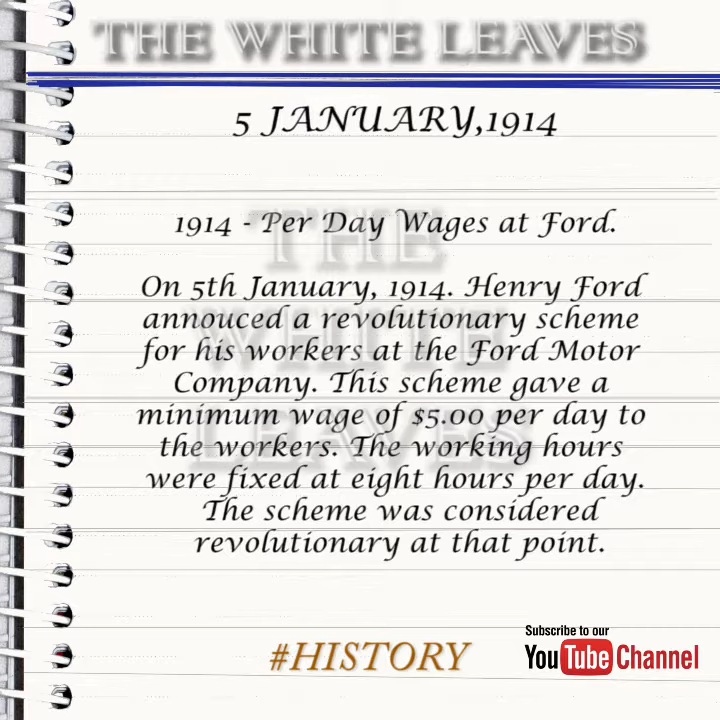 THE WHITE LEAVES
5 JANUARY,1914
1914 - Per Day Wages at Ford.
On 5th January, 1914. Henry Ford
annouced a revolutionary scheme
for his workers at the Ford Motor
Company. This scheme gave a
minimum wage of $5.00 per day to
the workers. The working hours
were fixed at eight hours per day.
The scheme was considered
revolutionary at that point.
THE
WHITE
LEAVES
#HISTORY
Subscribe to our
YouTube Channel